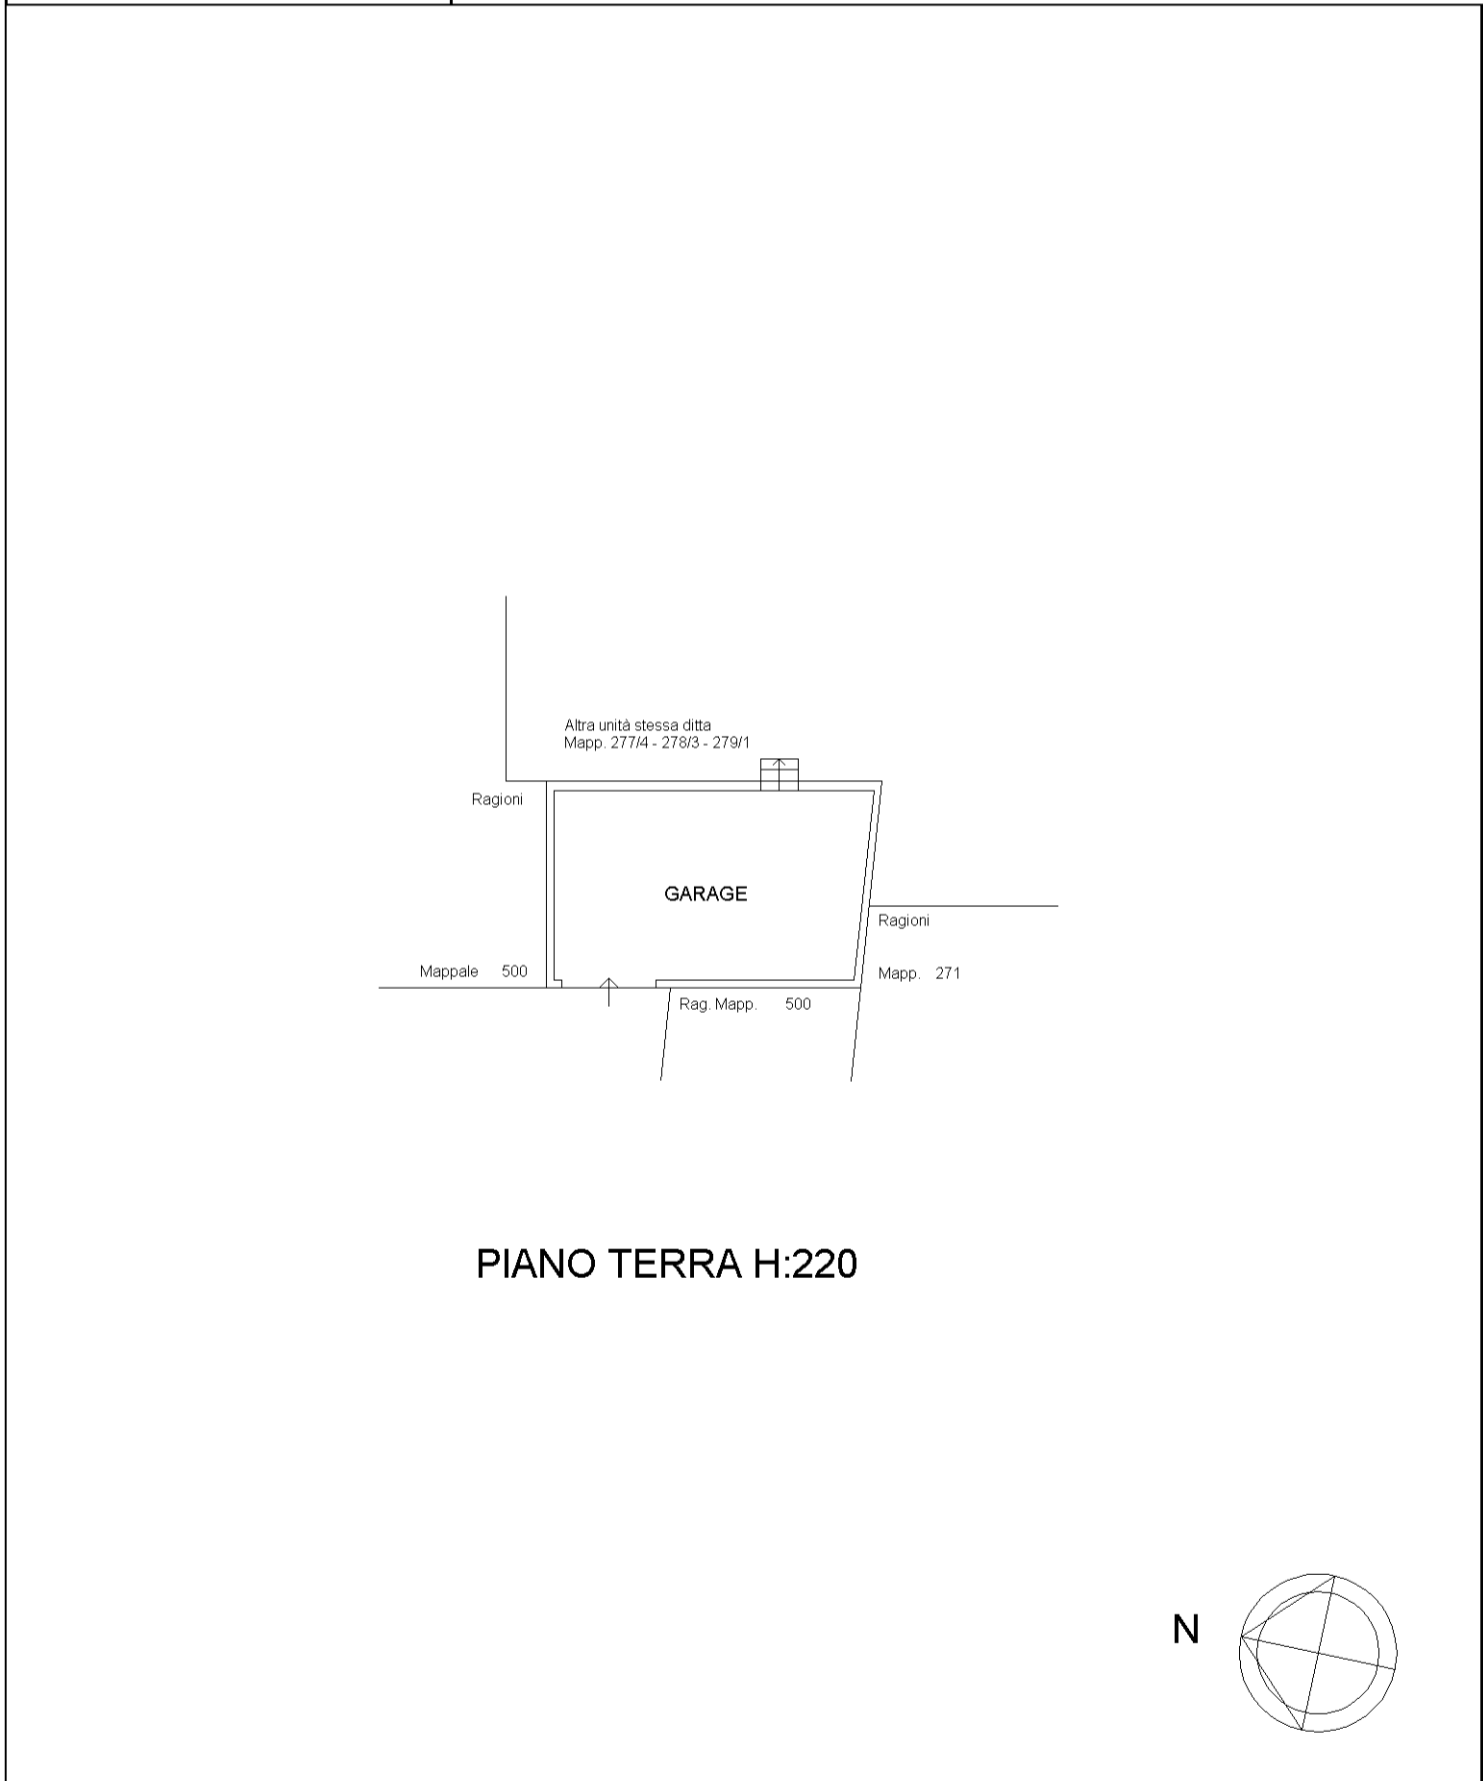 Altra unità stessa ditta
Mapp. 277/4 - 278/3 - 279/1
Ragioni
GARAGE
Ragioni
Mappale 500
Mapp. 271
Rag. Mapp. 500
PIANO TERRA H:220
N